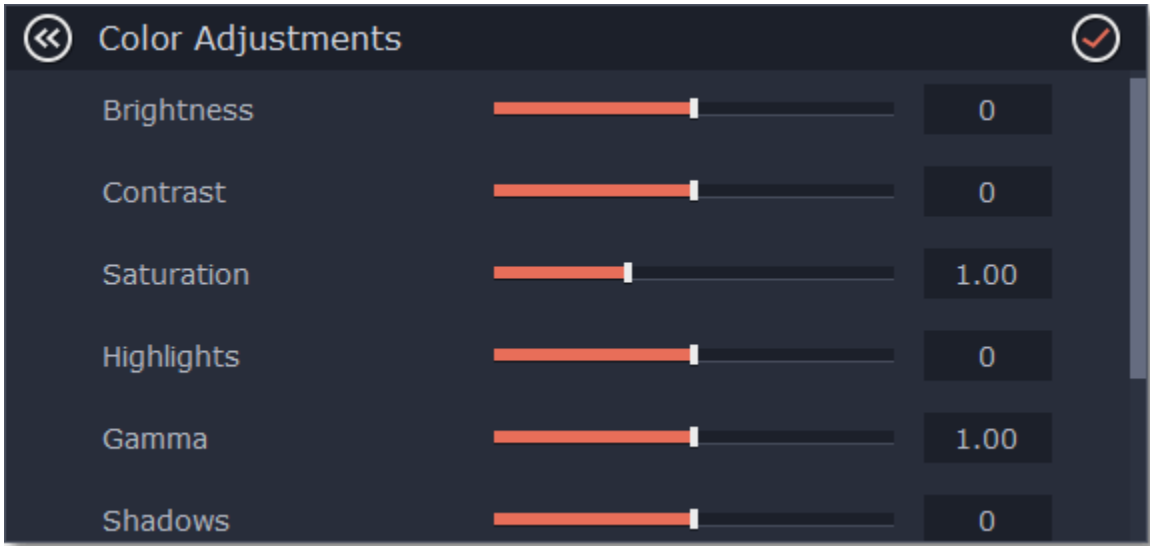 Color Adjustments
Brightness 0
Contrast 0
Saturation 1.00
Highlights 0
Gamma 1.00
Shadows 0